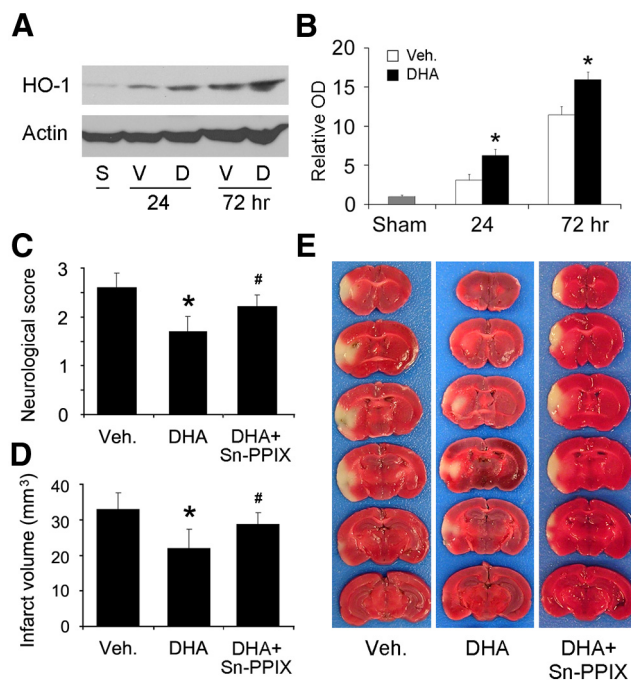 A
HO-1
Actin
S V D V D
24 72 hr
B
Relative OD
20
15
10
5
0
Veh.
DHA
*
*
Sham 24 72 hr
C
Neurological score
3
2
1
0
*
#
Veh. DHA DHA+
Sn-PPIX
D
Infarct volume (mm³)
40
30
20
10
0
*
#
Veh. DHA DHA+
Sn-PPIX
E
Veh. DHA DHA+
Sn-PPIX